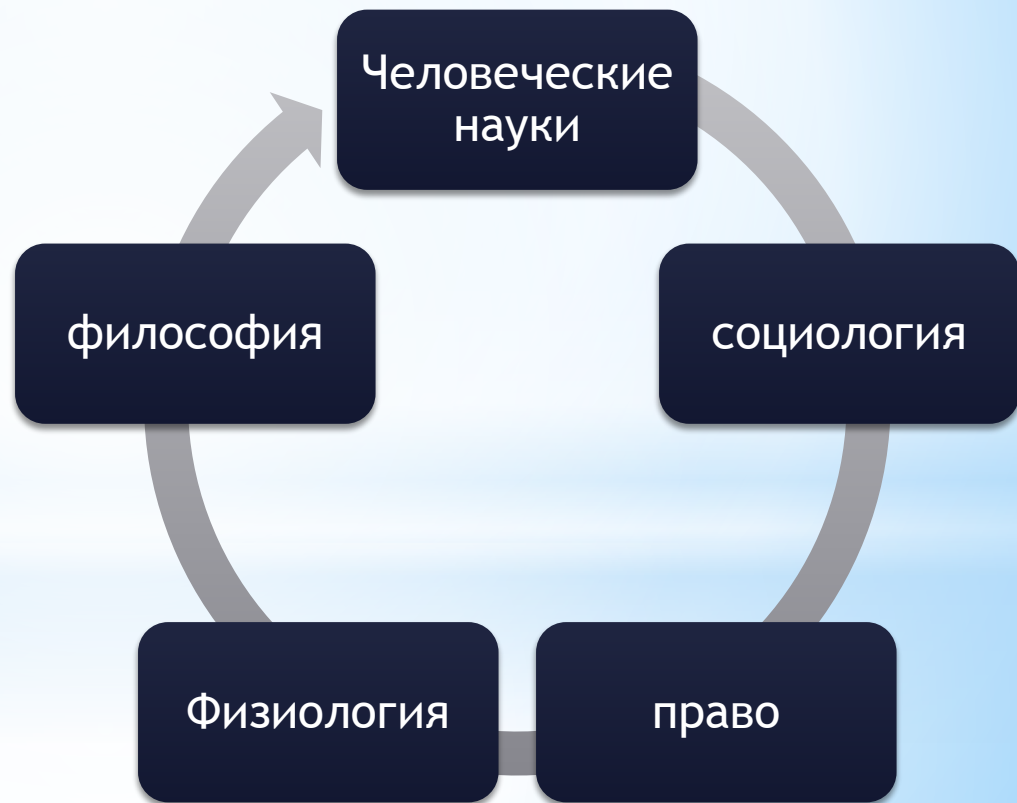 Человеческие
науки
социология
право
Физиология
философия